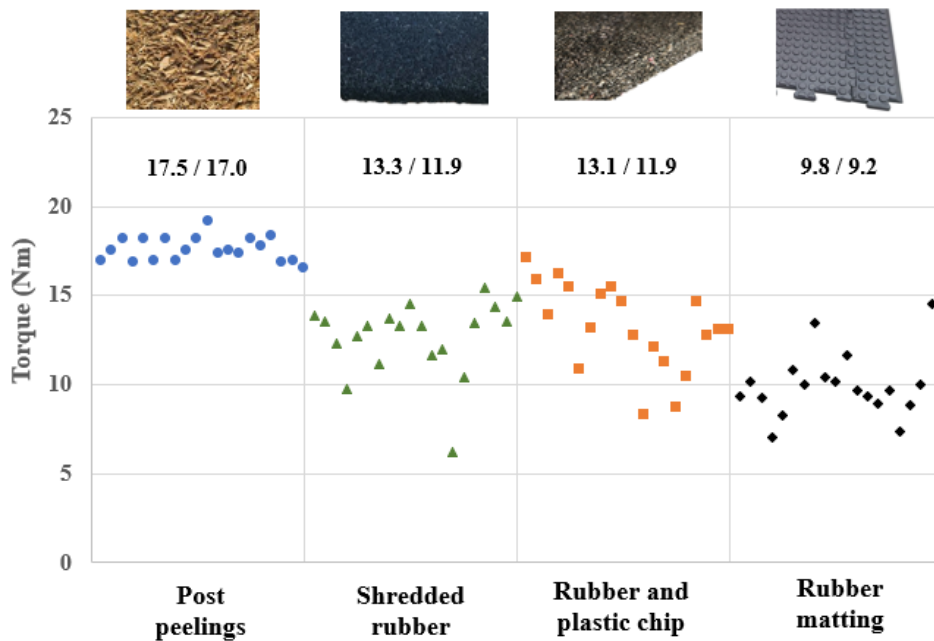 25
17.5 / 17.0
13.3 / 11.9
13.1 / 11.9
9.8 / 9.2
20
15
10
5
0
Torque (Nm)
Post
peelings
Shredded
rubber
Rubber and
plastic chip
Rubber
matting